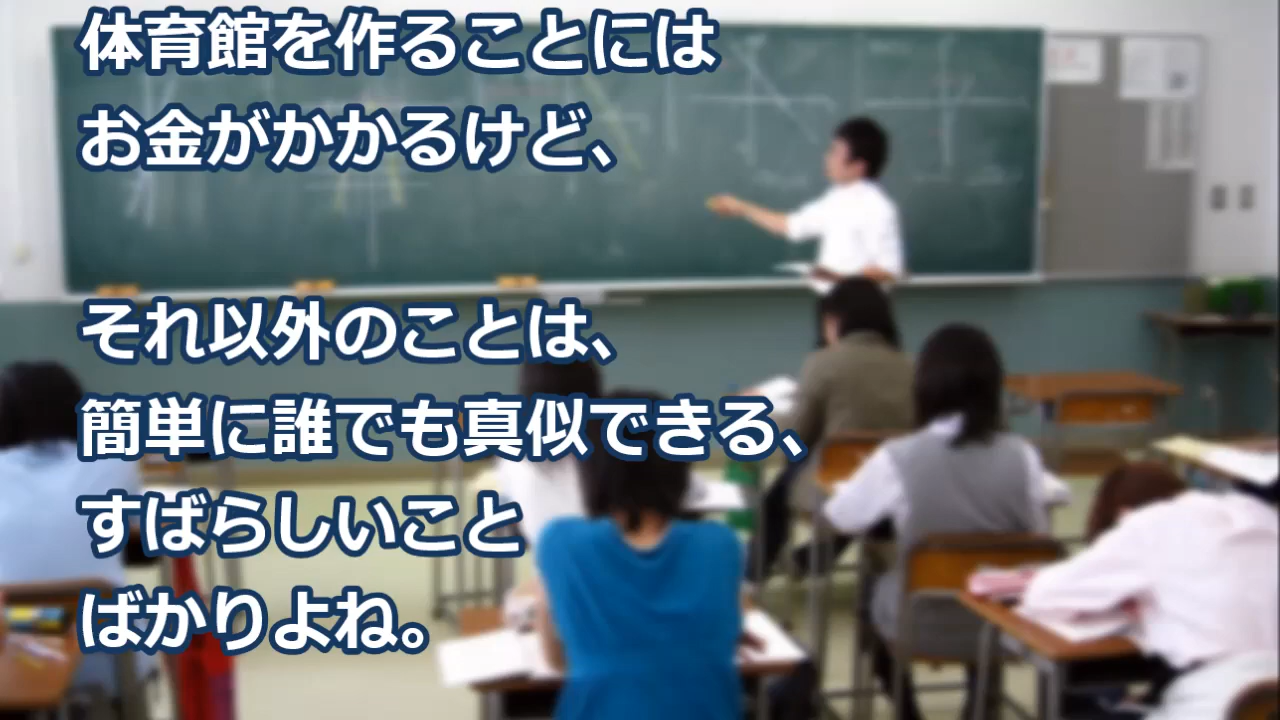 体育館を作ることには
お金がかかるけど、
それ以外のことは、
簡単に誰でも真似できる、
すばらしいこと
ばかりよね。